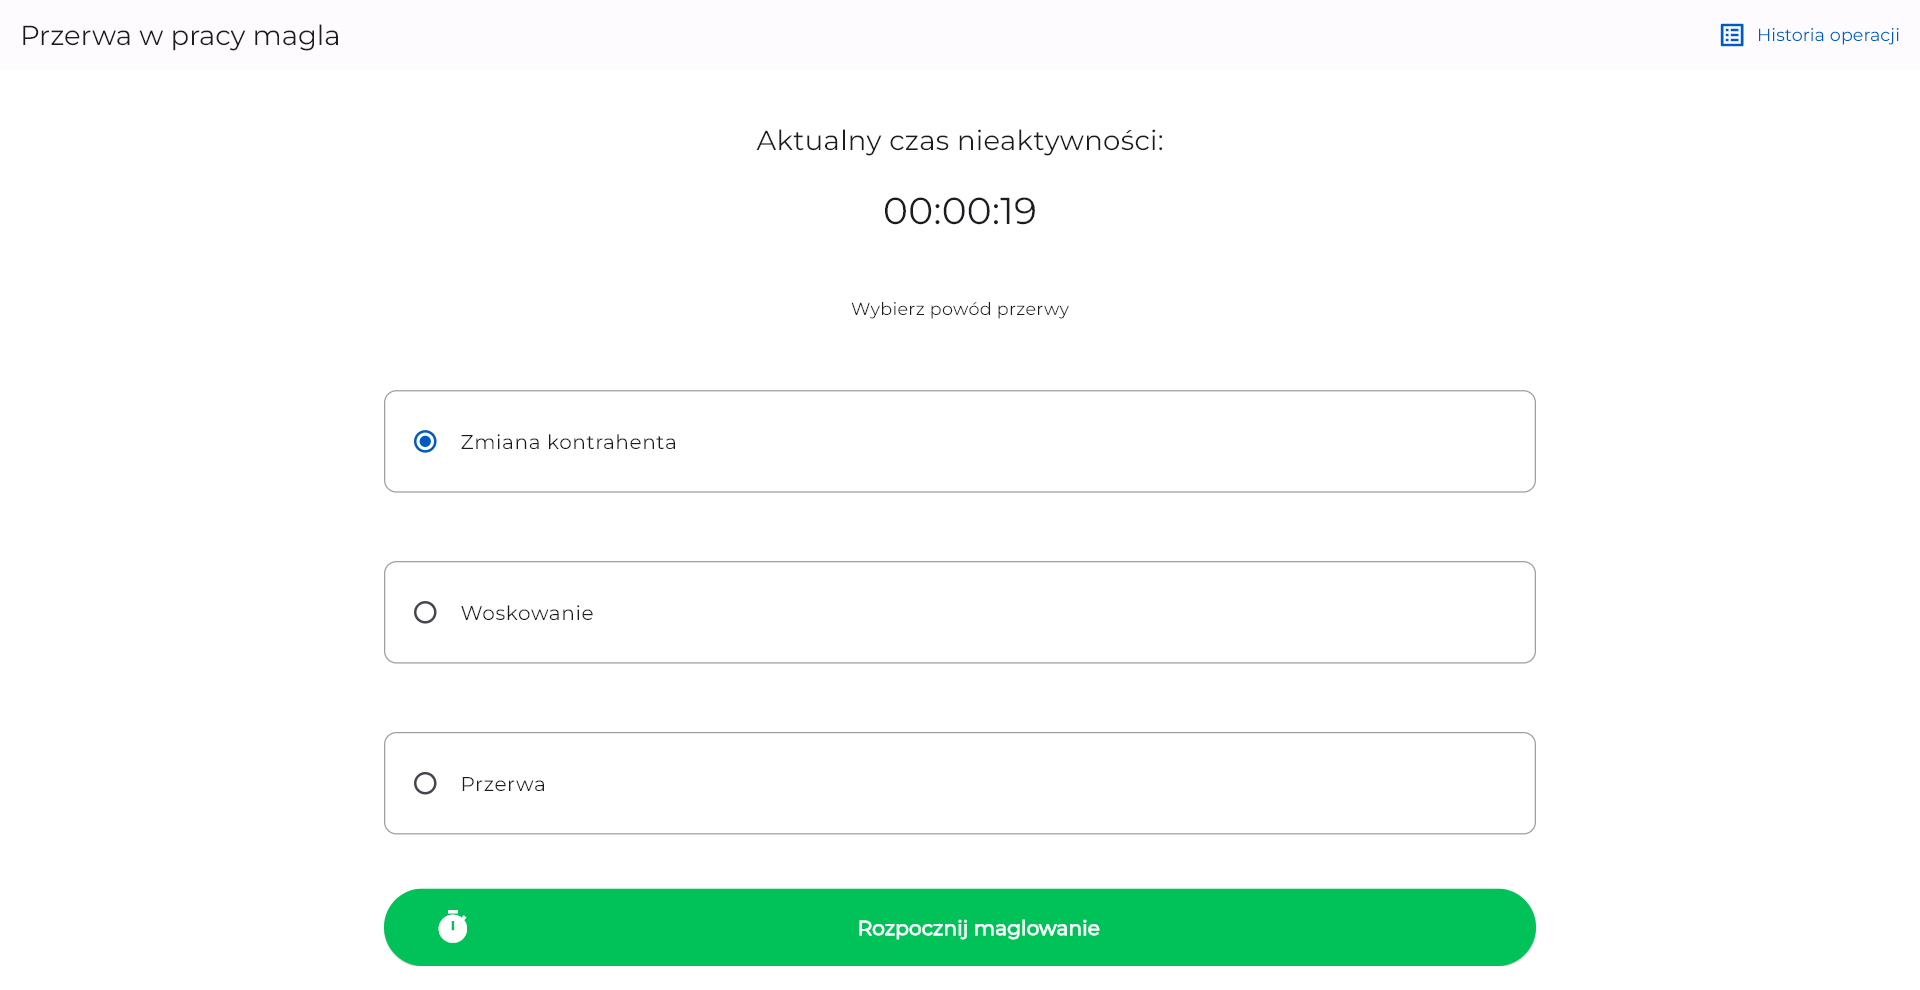 Przerwa w pracy magla
Historia operacji
Aktualny czas nieaktywności:
00:00:19
Wybierz powód przerwy
Zmiana kontrahenta
Woskowanie
Przerwa
Rozpocznij maglowanie